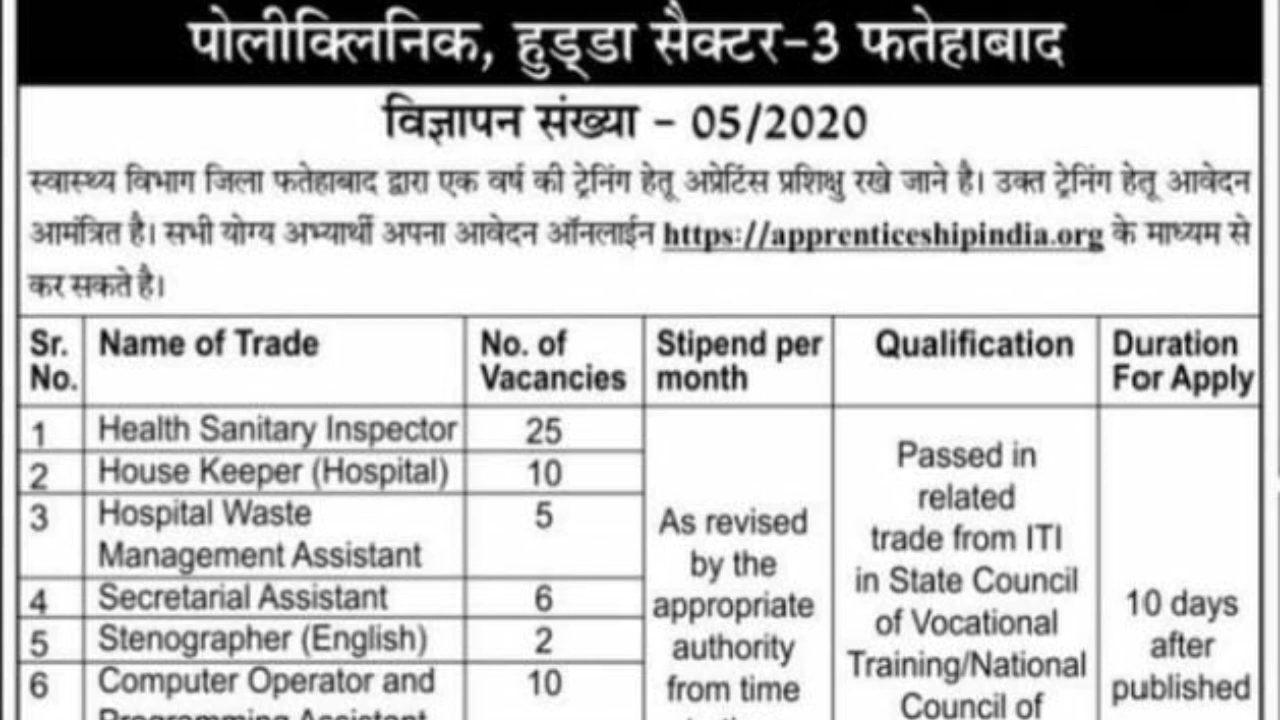 पोलीक्लिनिक, हुड्डा सैक्टर-3 फतेहाबाद
विज्ञापन संख्या - 05/2020
स्वास्थ्य विभाग जिला फतेहाबाद द्वारा एक वर्ष की ट्रेनिंग हेतू अप्रेटिंस प्रशिक्षु रखे जाने है। उक्त ट्रेनिंग हेतू आवेदन
आमंत्रित है। सभी योग्य अभ्यार्थी अपना आवेदन ऑनलाईन https://apprenticeshipindia.org के माध्यम से
कर सकते है।
Sr. No. Name of Trade No. of Vacancies Stipend per month Qualification Duration For Apply
1 Health Sanitary Inspector 25
2 House Keeper (Hospital) 10
3 Hospital Waste Management Assistant 5
4 Secretarial Assistant 6
5 Stenographer (English) 2
6 Computer Operator and Programming Assistant 10
As revised
by the
appropriate
authority
from time
Passed in
related
trade from ITI
in State Council
of Vocational
Training/National
Council of
10 days
after
published